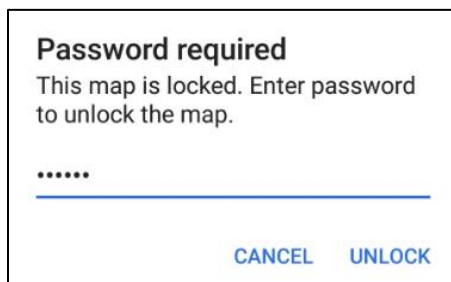 Password required
This map is locked. Enter password
to unlock the map.
••••••
CANCEL UNLOCK